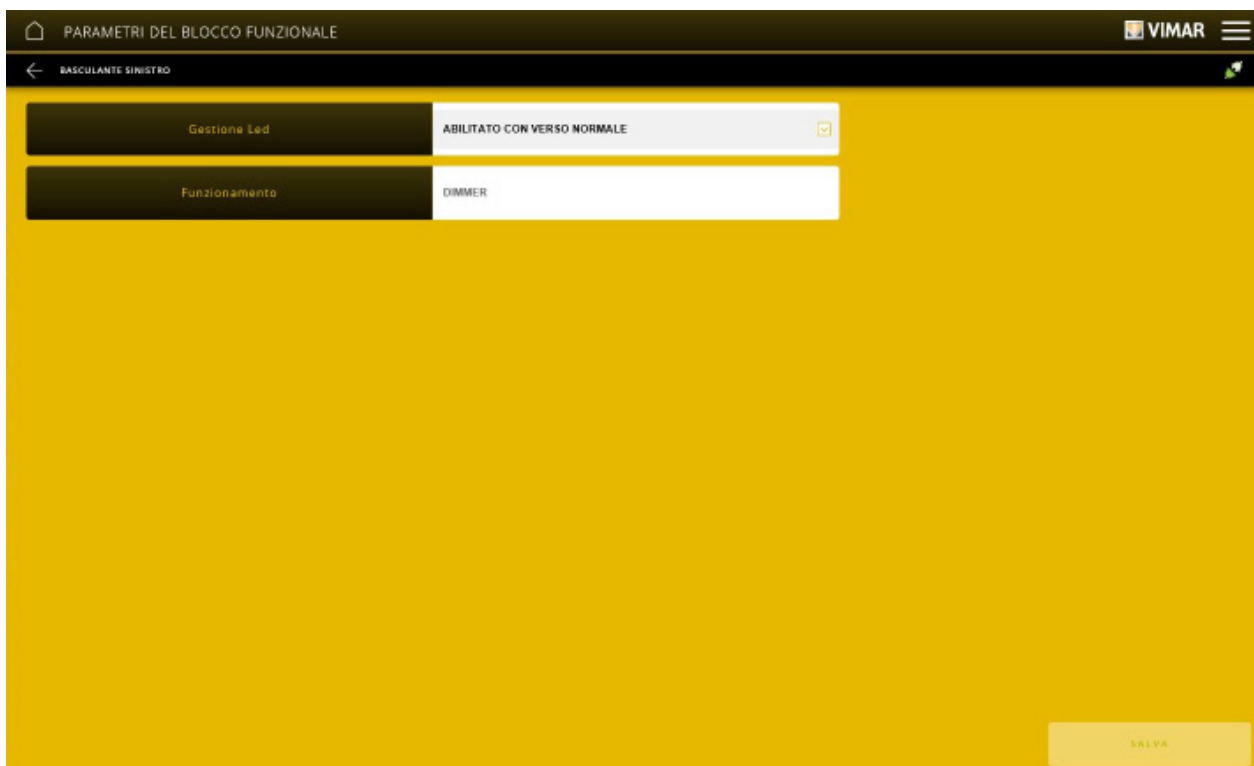 PARAMETRI DEL BLOCCO FUNZIONALE
VIMAR
BASCULANTE SINISTRO
Gestione Led
ABILITATO CON VERSO NORMALE
Funzionamento
DIMMER
SALVA